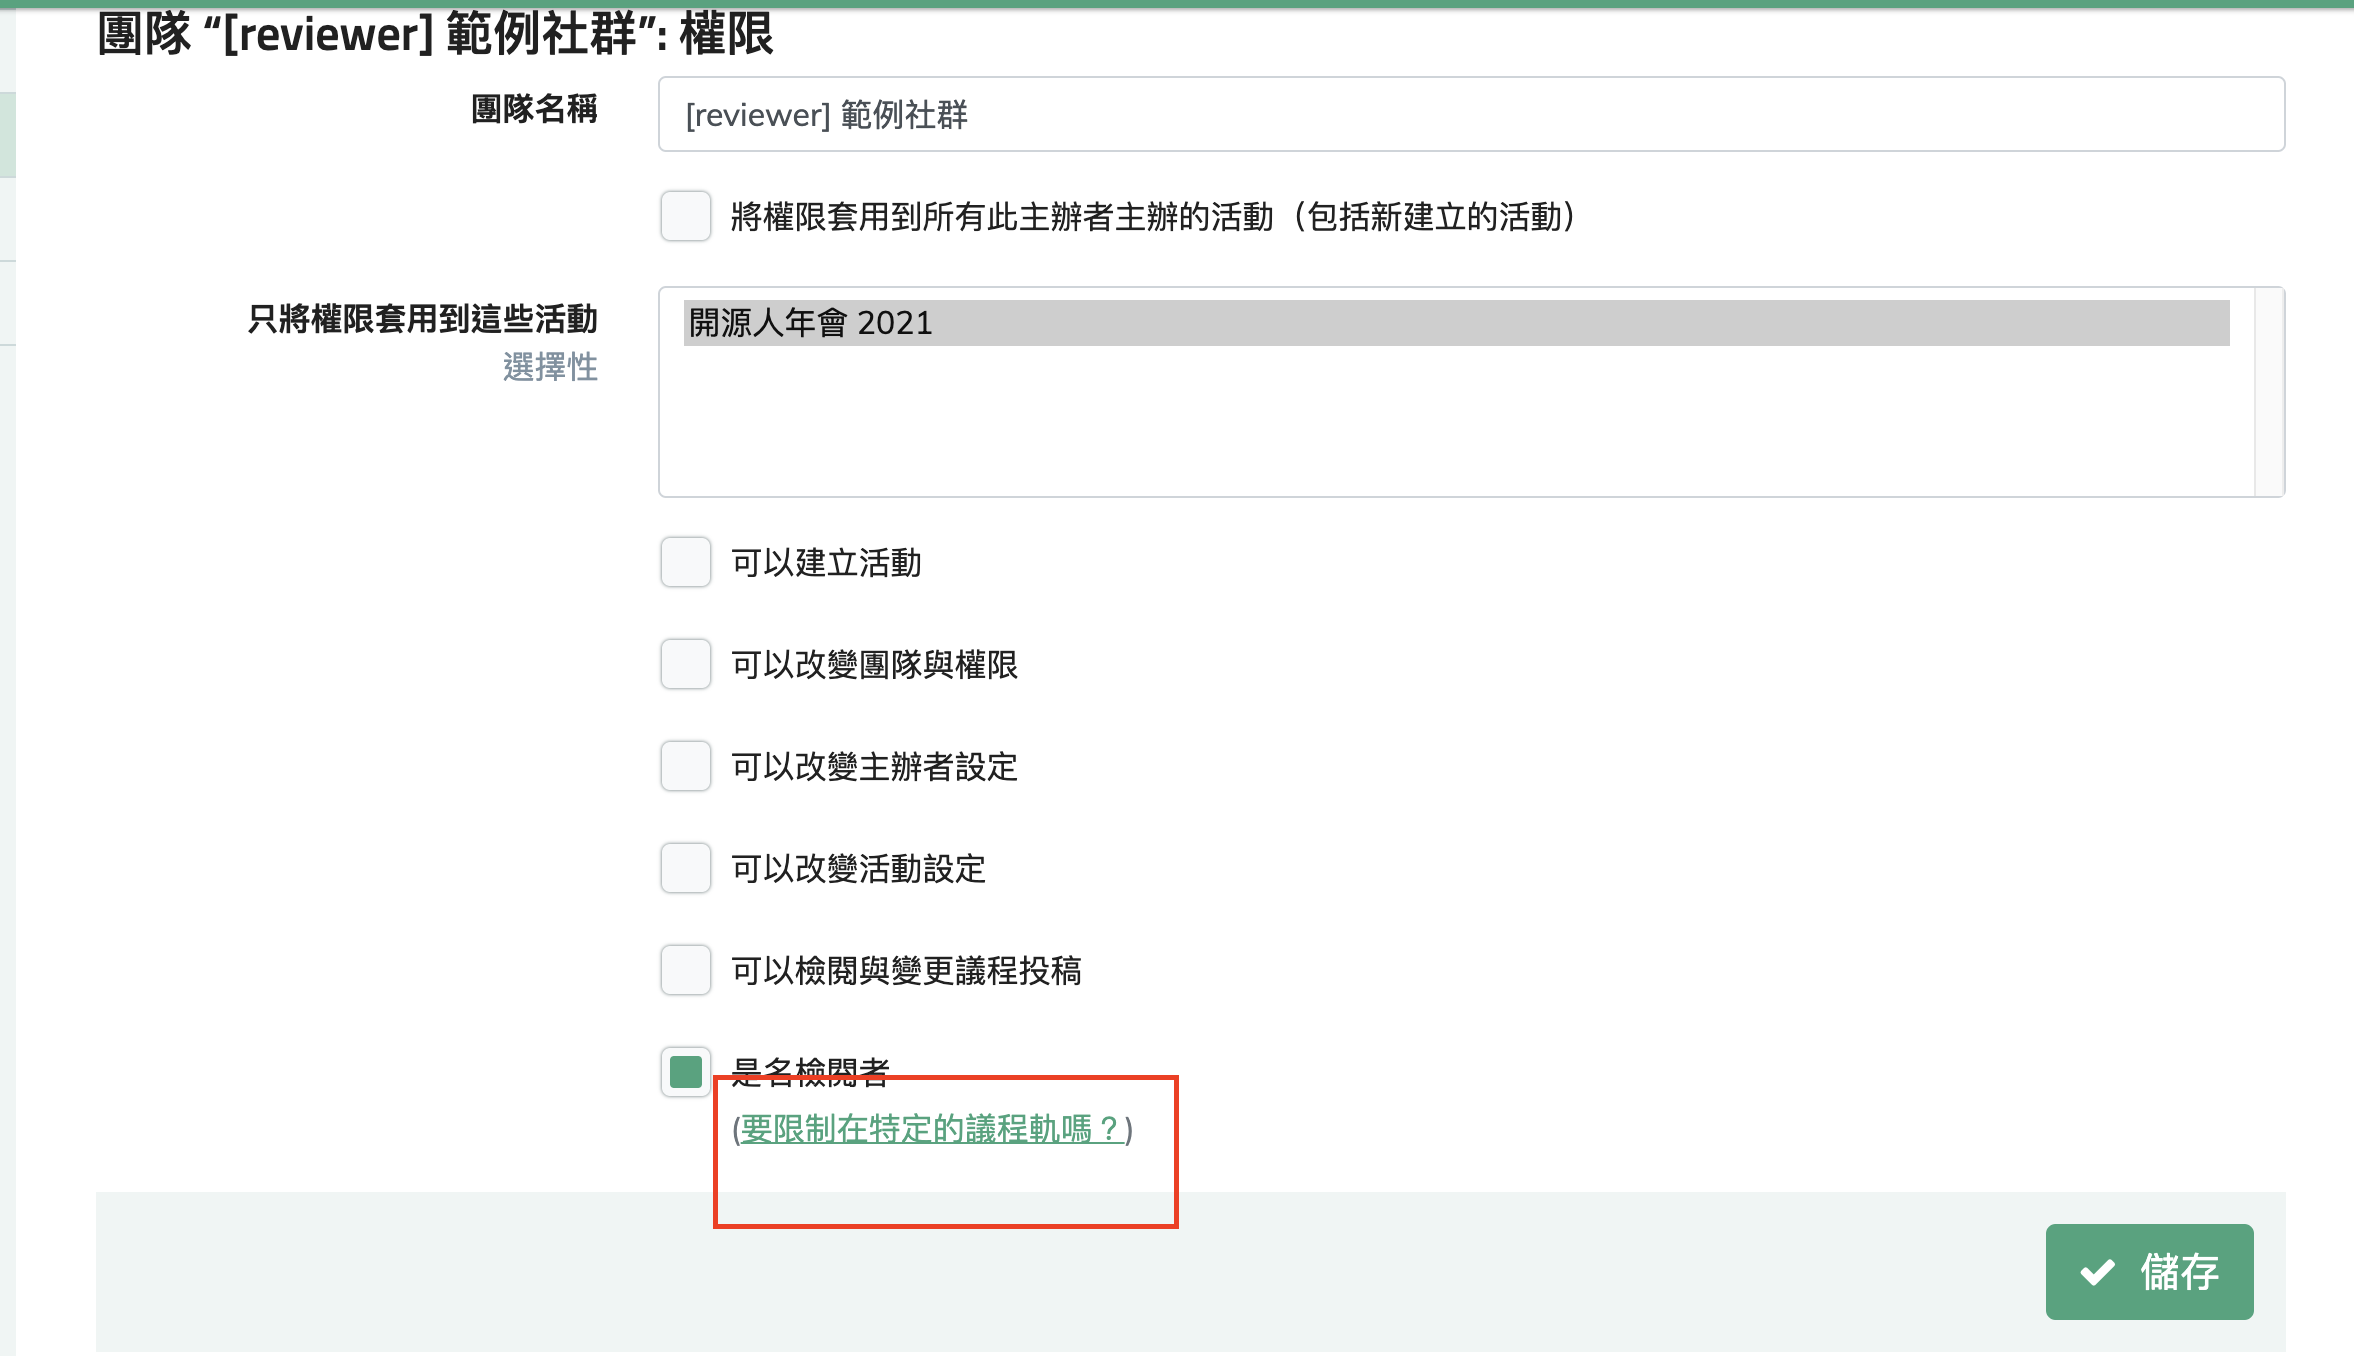 團隊 “[reviewer] 範例社群”: 權限
團隊名稱
[reviewer] 範例社群
將權限套用到所有此主辦者主辦的活動（包括新建立的活動）
只將權限套用到這些活動
選擇性
開源人年會 2021
可以建立活動
可以改變團隊與權限
可以改變主辦者設定
可以改變活動設定
可以檢閱與變更議程投稿
是名檢閱者
(要限制在特定的議程軌嗎？)
儲存